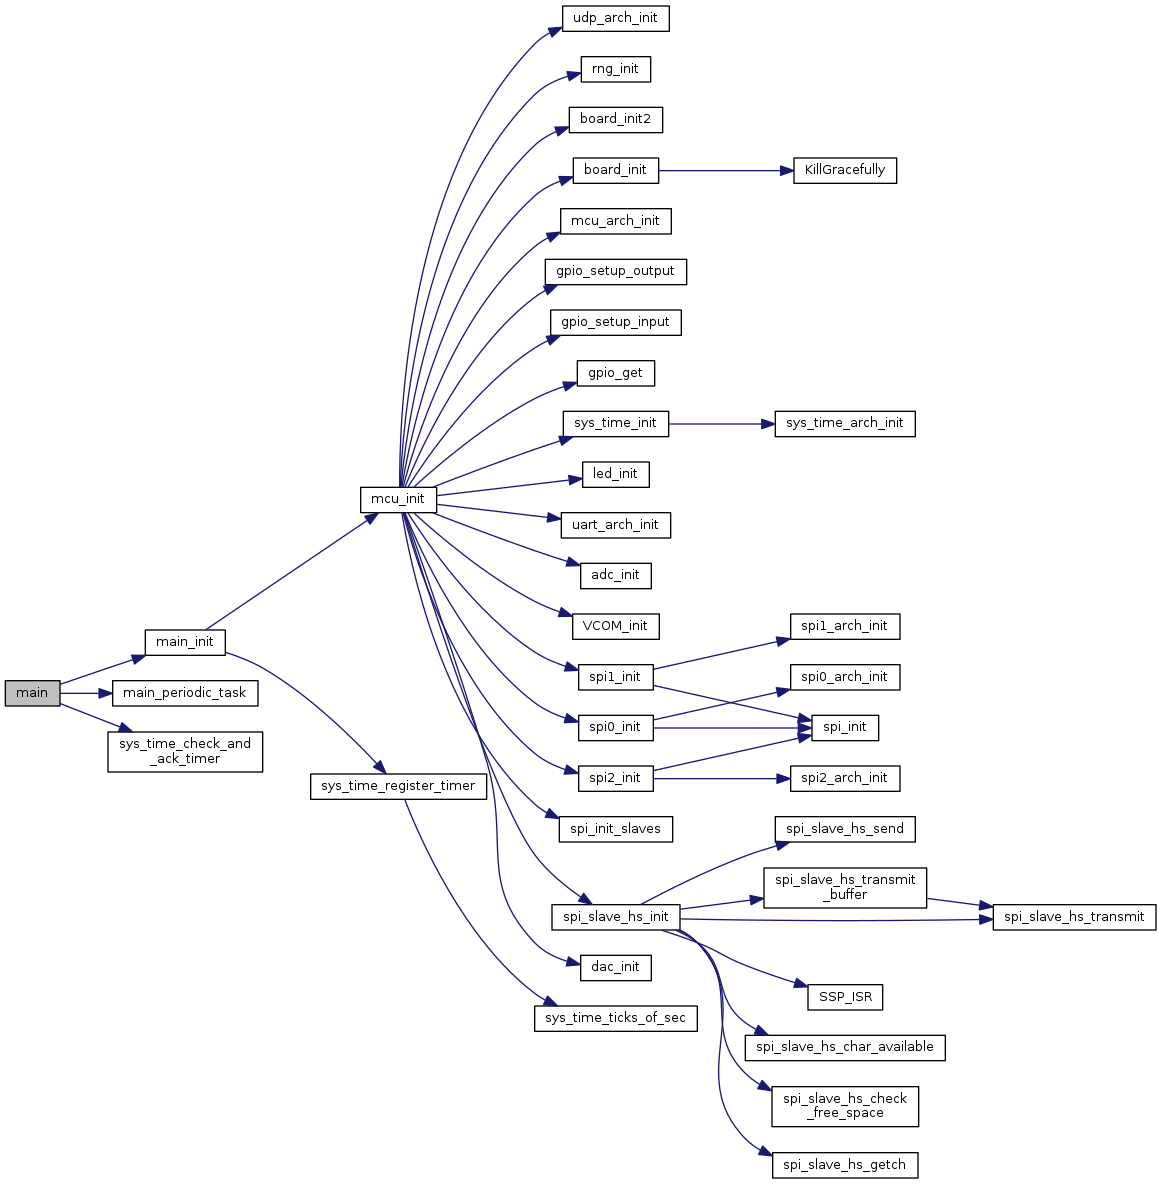 udp_arch_init
rng_init
board_init2
board_init
KillGracefully
mcu_arch_init
gpio_setup_output
gpio_setup_input
gpio_get
sys_time_init
sys_time_arch_init
led_init
mcu_init
uart_arch_init
adc_init
VCOM_init
spi1_arch_init
main_init
spi1_init
spi0_arch_init
main
main_periodic_task
spi0_init
spi_init
sys_time_check_and
_ack_timer
spi2_init
spi2_arch_init
sys_time_register_timer
spi_init_slaves
spi_slave_hs_send
spi_slave_hs_transmit
_buffer
spi_slave_hs_init
spi_slave_hs_transmit
dac_init
SSP_ISR
sys_time_ticks_of_sec
spi_slave_hs_char_available
spi_slave_hs_check
_free_space
spi_slave_hs_getch